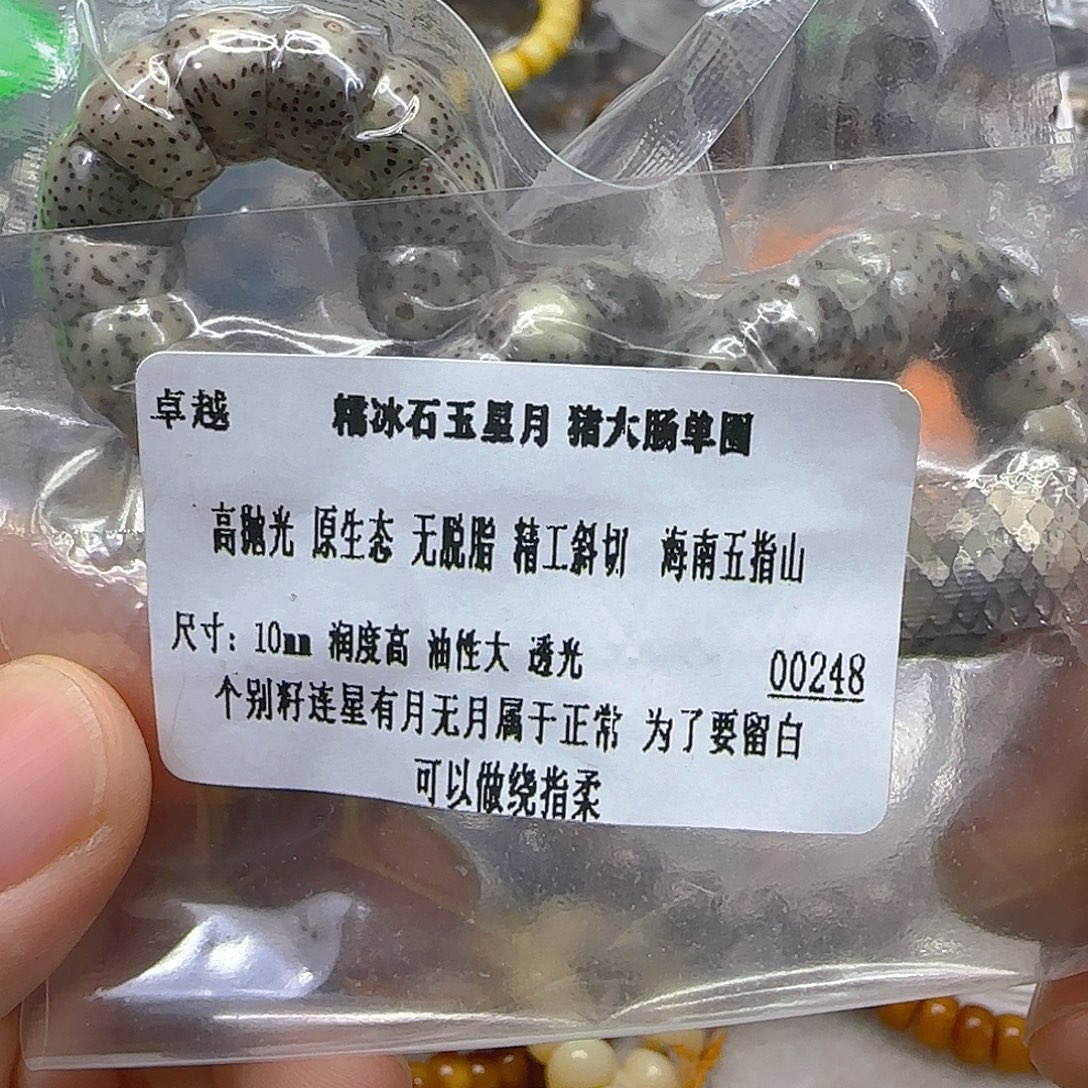 卓越 糯冰石玉星月 猪大肠单圈
高抛光 原生态 无脱脂 精工斜切 海南五指山
尺寸：10mm 润度高 油性大 透光 00248
个别籽连星有月无月属于正常 为了要留白
可以做绕指柔